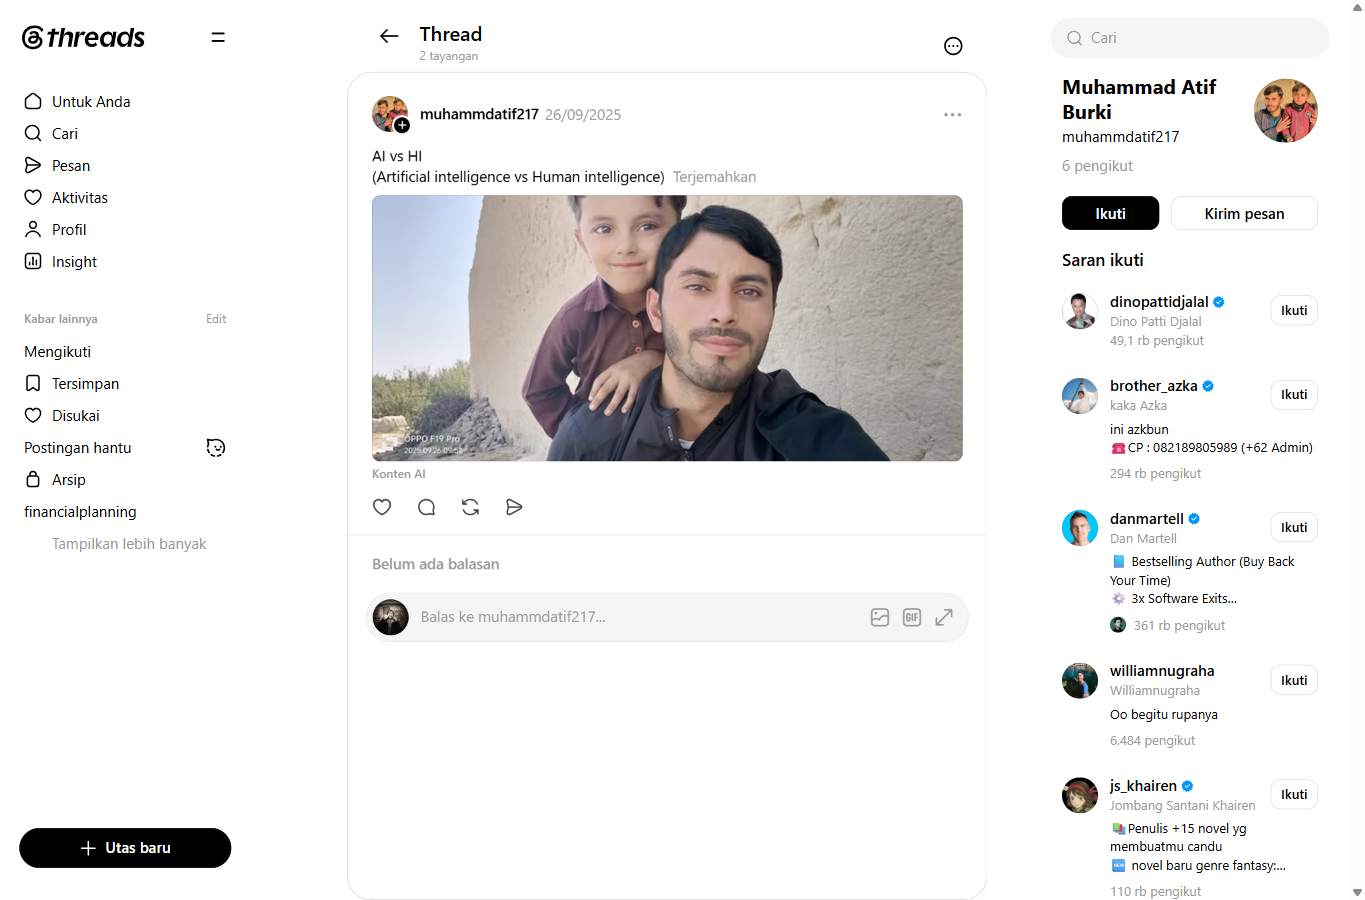 threads
Untuk Anda
Cari
Pesan
Aktivitas
Profil
Insight
Kabar lainnya
Edit
Mengikuti
Tersimpan
Disukai
Postingan hantu
Arsip
financialplanning
Tampilkan lebih banyak
Utas baru
Thread
2 tayangan
muhammdatif217 26/09/2025
AI vs HI
(Artificial intelligence vs Human intelligence) Terjemahkan
OPPO F19 Pro
2025.09.26 09:52
Konten AI
Belum ada balasan
Balas ke muhammdatif217...
GIF
Cari
Muhammad Atif
Burki
muhammdatif217
6 pengikut
Ikuti
Kirim pesan
Saran ikuti
dinopattidjalal
Dino Patti Djalal
49,1 rb pengikut
Ikuti
brother_azka
kaka Azka
ini azkbun
☎️CP : 082189805989 (+62 Admin)
294 rb pengikut
Ikuti
danmartell
Dan Martell
📘 Bestselling Author (Buy Back
Your Time)
⚙️ 3x Software Exits...
361 rb pengikut
Ikuti
williamnugraha
Williamnugraha
Oo begitu rupanya
6.484 pengikut
Ikuti
js_khairen
Jombang Santani Khairen
📚Penulis +15 novel yg
membuatmu candu
🆕 novel baru genre fantasy:...
110 rb pengikut
Ikuti